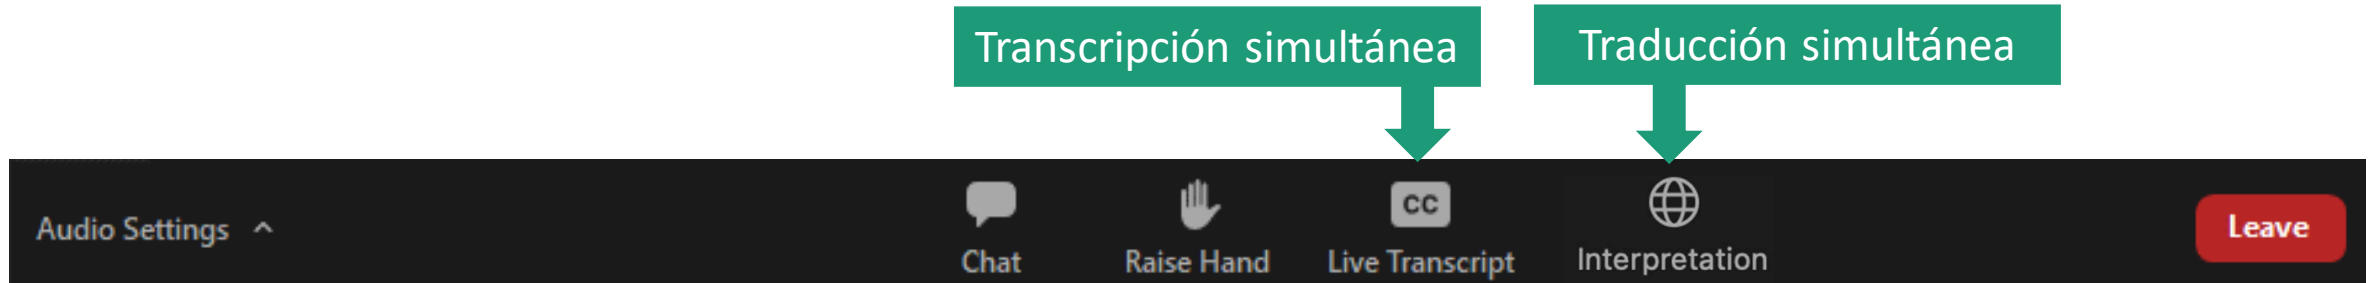 Transcripción simultánea
Traducción simultánea
Audio Settings
Chat
Raise Hand
CC
Live Transcript
Interpretation
Leave